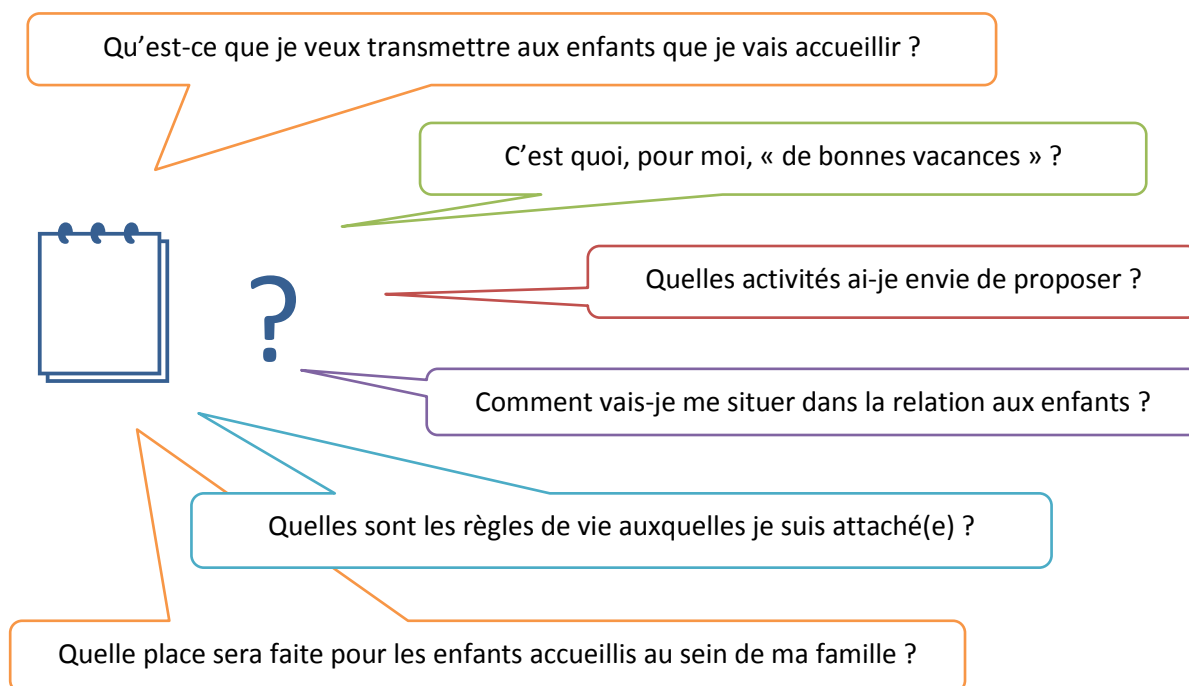 Qu’est-ce que je veux transmettre aux enfants que je vais accueillir ?
C’est quoi, pour moi, « de bonnes vacances » ?
Quelles activités ai-je envie de proposer ?
?
Comment vais-je me situer dans la relation aux enfants ?
Quelles sont les règles de vie auxquelles je suis attaché(e) ?
Quelle place sera faite pour les enfants accueillis au sein de ma famille ?